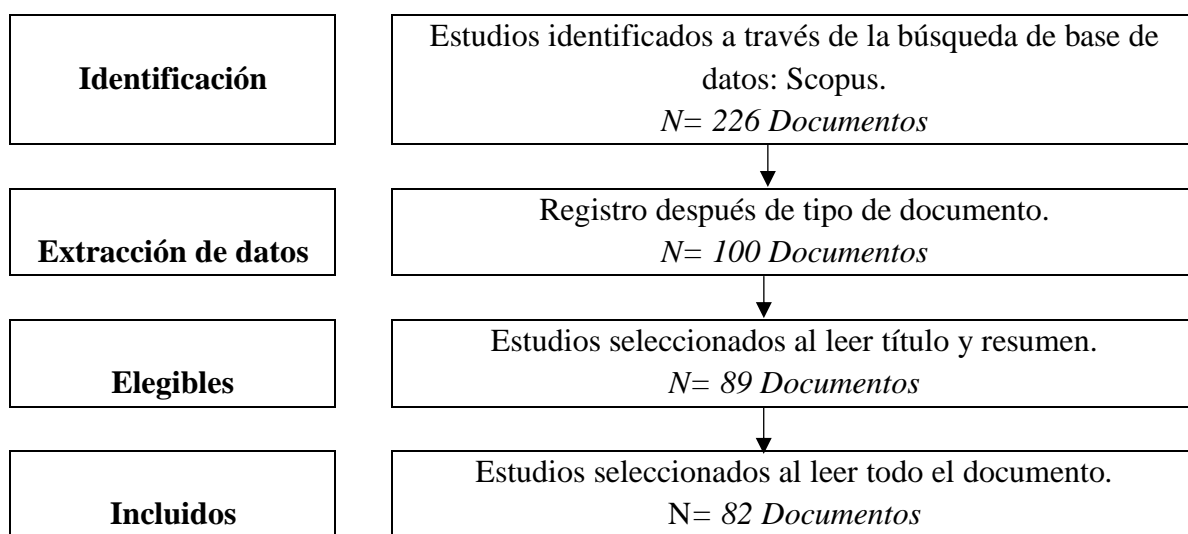 Identificación
Estudios identificados a través de la búsqueda de base de
datos: Scopus.
N= 226 Documentos
Extracción de datos
Registro después de tipo de documento.
N= 100 Documentos
Elegibles
Estudios seleccionados al leer título y resumen.
N= 89 Documentos
Incluidos
Estudios seleccionados al leer todo el documento.
N= 82 Documentos